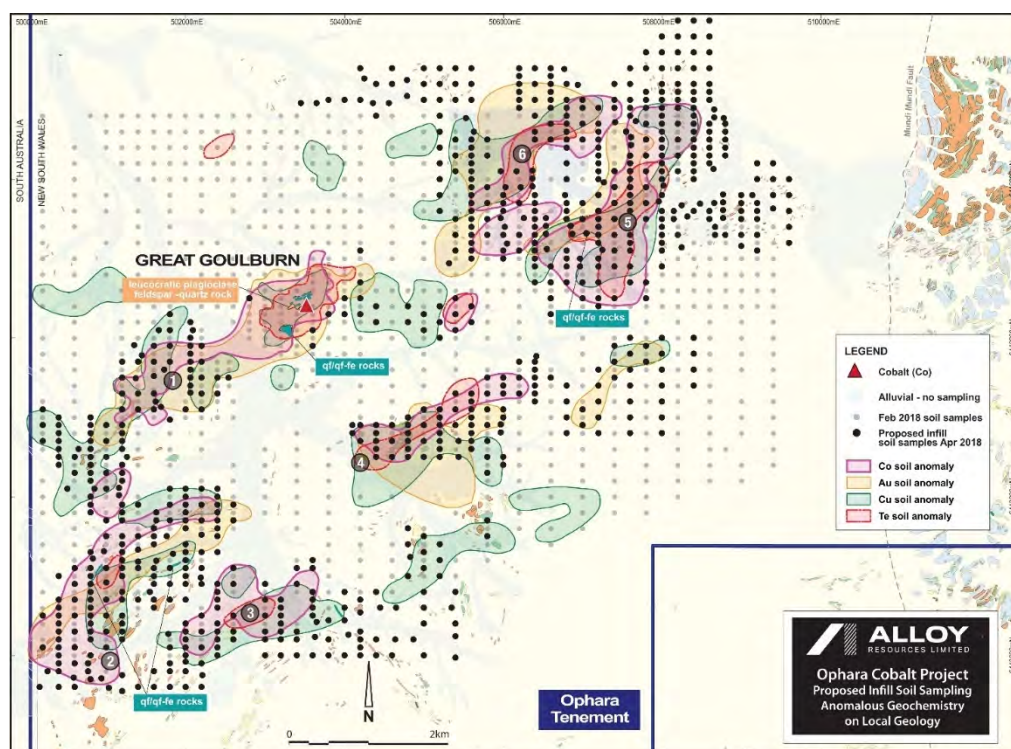 500000mE
502000mE
504000mE
506000mE
508000mE
510000mE
SOUTH AUSTRALIA
NEW SOUTH WALES
Mundi Mundi Fault
6
5
GREAT GOULBURN
leucocratic plagioclase
feldspar -quartz rock
qf/qf-fe rocks
qf/qf-fe rocks
1
4
LEGEND
Cobalt (Co)
Alluvial - no sampling
Feb 2018 soil samples
Proposed infill
soil samples Apr 2018
Co soil anomaly
Au soil anomaly
Cu soil anomaly
Te soil anomaly
3
2
qf/qf-fe rocks
N
0
2km
Ophara
Tenement
ALLOY
RESOURCES LIMITED
Ophara Cobalt Project
Proposed Infill Soil Sampling
Anomalous Geochemistry
on Local Geology